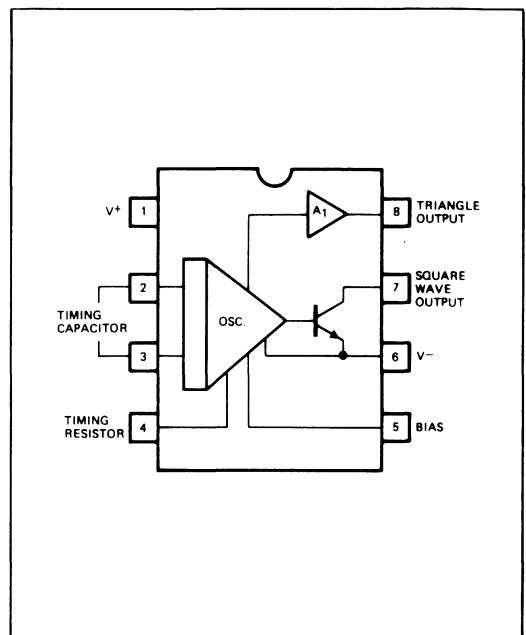 V+ 1
2
TIMING
CAPACITOR
3
TIMING
RESISTOR
4
OSC.
A1
8 TRIANGLE
OUTPUT
7 SQUARE
WAVE
OUTPUT
6 V−
5 BIAS